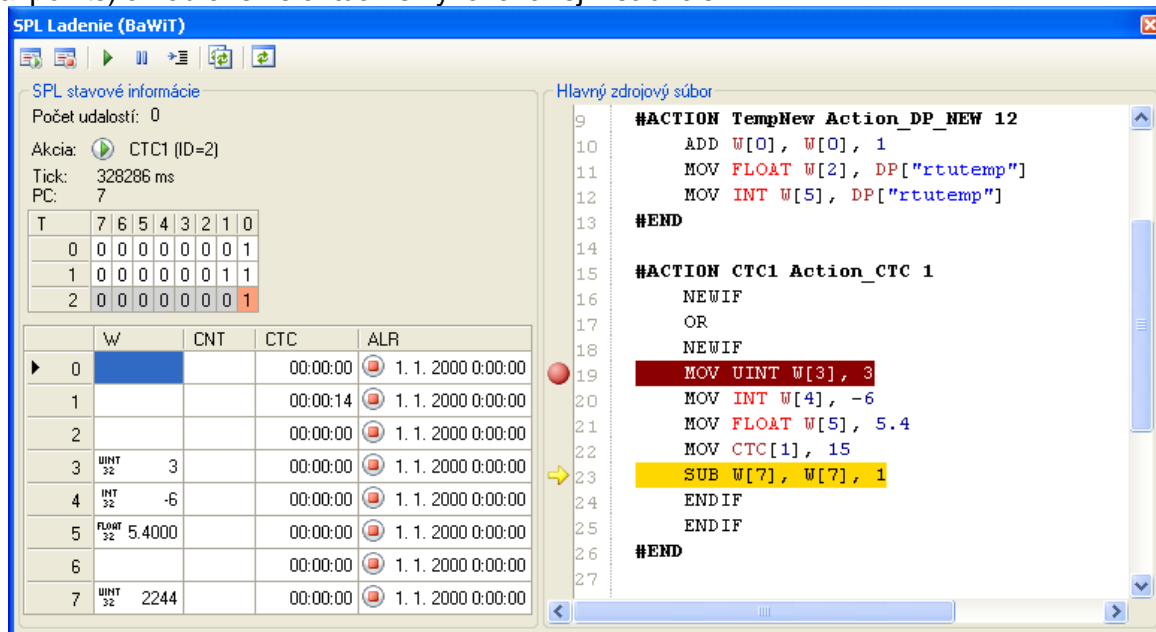 SPL Ladenie (BaWiT)
SPL stavové informácie
Počet udalostí: 0
Akcia: CTC1 (ID=2)
Tick: 328286 ms
PC: 7
T 7 6 5 4 3 2 1 0
0 0 0 0 0 0 0 0 1
1 0 0 0 0 0 0 1 1
2 0 0 0 0 0 0 0 1
W CNT CTC ALR
0 00:00:00 1. 1. 2000 0:00:00
1 00:00:14 1. 1. 2000 0:00:00
2 00:00:00 1. 1. 2000 0:00:00
3 UINT 32 3 00:00:00 1. 1. 2000 0:00:00
4 INT 32 -6 00:00:00 1. 1. 2000 0:00:00
5 FLOAT 32 5.4000 00:00:00 1. 1. 2000 0:00:00
6 00:00:00 1. 1. 2000 0:00:00
7 UINT 32 2244 00:00:00 1. 1. 2000 0:00:00
Hlavný zdrojový súbor
9 #ACTION TempNew Action_DP_NEW 12
10 ADD W[0], W[0], 1
11 MOV FLOAT W[2], DP["rtutemp"]
12 MOV INT W[5], DP["rtutemp"]
13 #END
14
15 #ACTION CTC1 Action_CTC 1
16 NEWIF
17 OR
18 NEWIF
19 MOV UINT W[3], 3
20 MOV INT W[4], -6
21 MOV FLOAT W[5], 5.4
22 MOV CTC[1], 15
23 SUB W[7], W[7], 1
24 ENDIF
25 ENDIF
26 #END
27